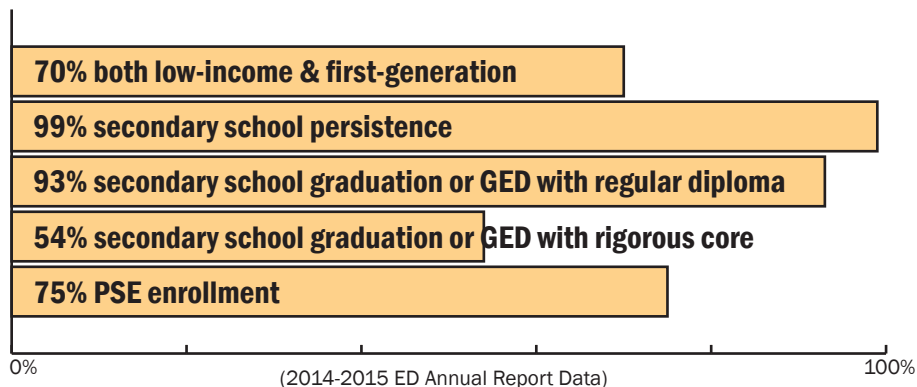 70% both low-income & first-generation
99% secondary school persistence
93% secondary school graduation or GED with regular diploma
54% secondary school graduation or GED with rigorous core
75% PSE enrollment
0%
100%
(2014-2015 ED Annual Report Data)